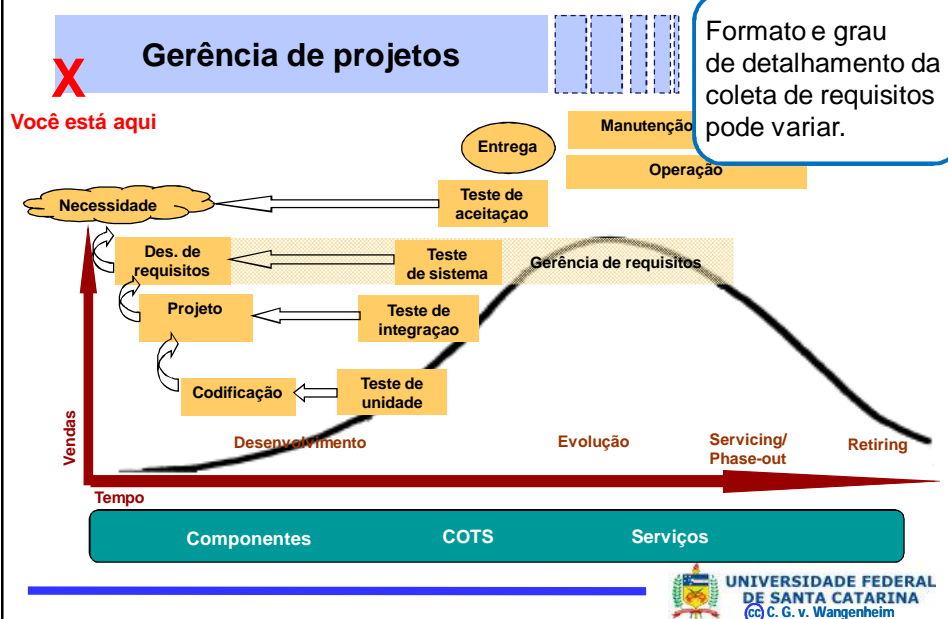 Gerência de projetos
Formato e grau
de detalhamento da
coleta de requisitos
pode variar.
X
Você está aqui
Entrega
Manutenção
Operação
Necessidade
Teste de
aceitaçao
Des. de
requisitos
Teste
de sistema
Gerência de requisitos
Projeto
Teste de
integraçao
Codificação
Teste de
unidade
Vendas
Desenvolvimento
Evolução
Servicing/
Phase-out
Retiring
Tempo
Componentes
COTS
Serviços
UNIVERSIDADE FEDERAL
DE SANTA CATARINA
(cc) C. G. v. Wangenheim